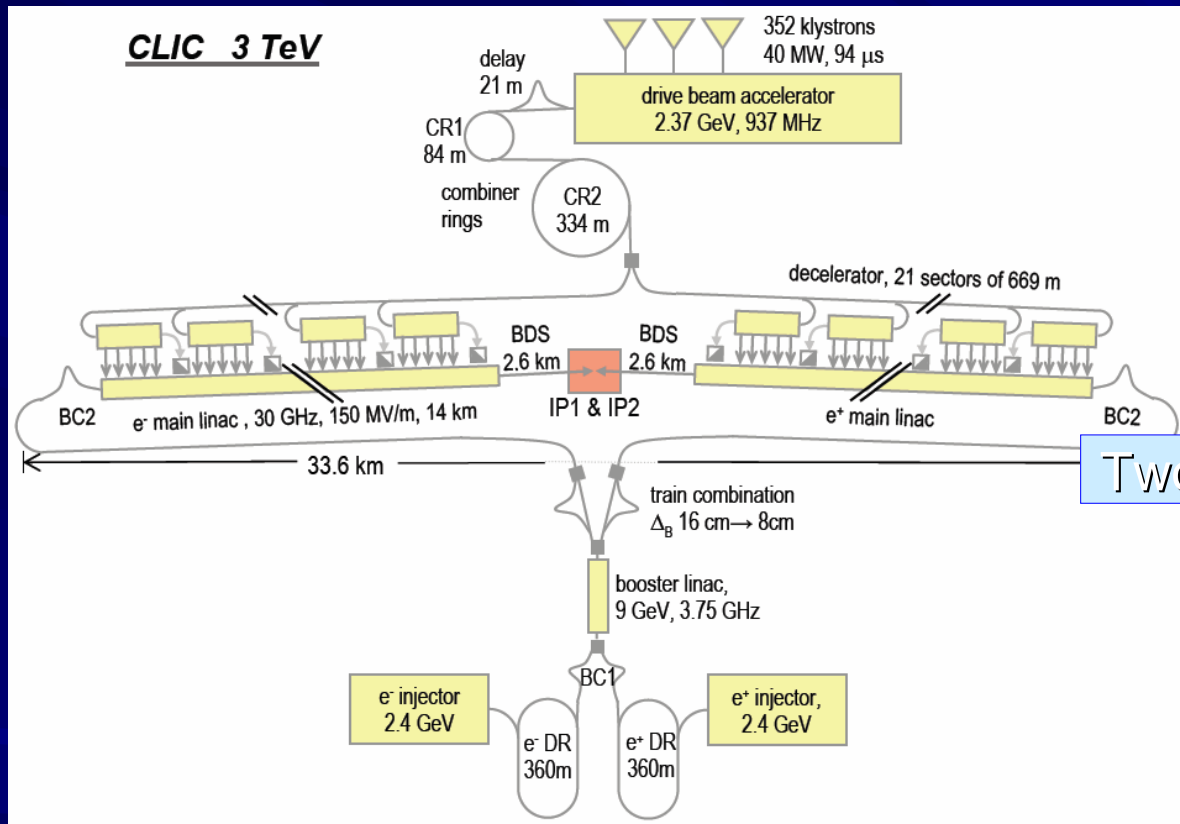 CLIC 3 TeV
352 klystrons
40 MW, 94 μs
delay
21 m
drive beam accelerator
2.37 GeV, 937 MHz
CR1
84 m
combiner
rings
CR2
334 m
decelerator, 21 sectors of 669 m
BDS
2.6 km
BDS
2.6 km
IP1 & IP2
BC2
e- main linac , 30 GHz, 150 MV/m, 14 km
e+ main linac
BC2
33.6 km
Two
train combination
ΔB 16 cm→ 8cm
booster linac,
9 GeV, 3.75 GHz
BC1
e- injector
2.4 GeV
e+ injector,
2.4 GeV
e- DR
360m
e+ DR
360m